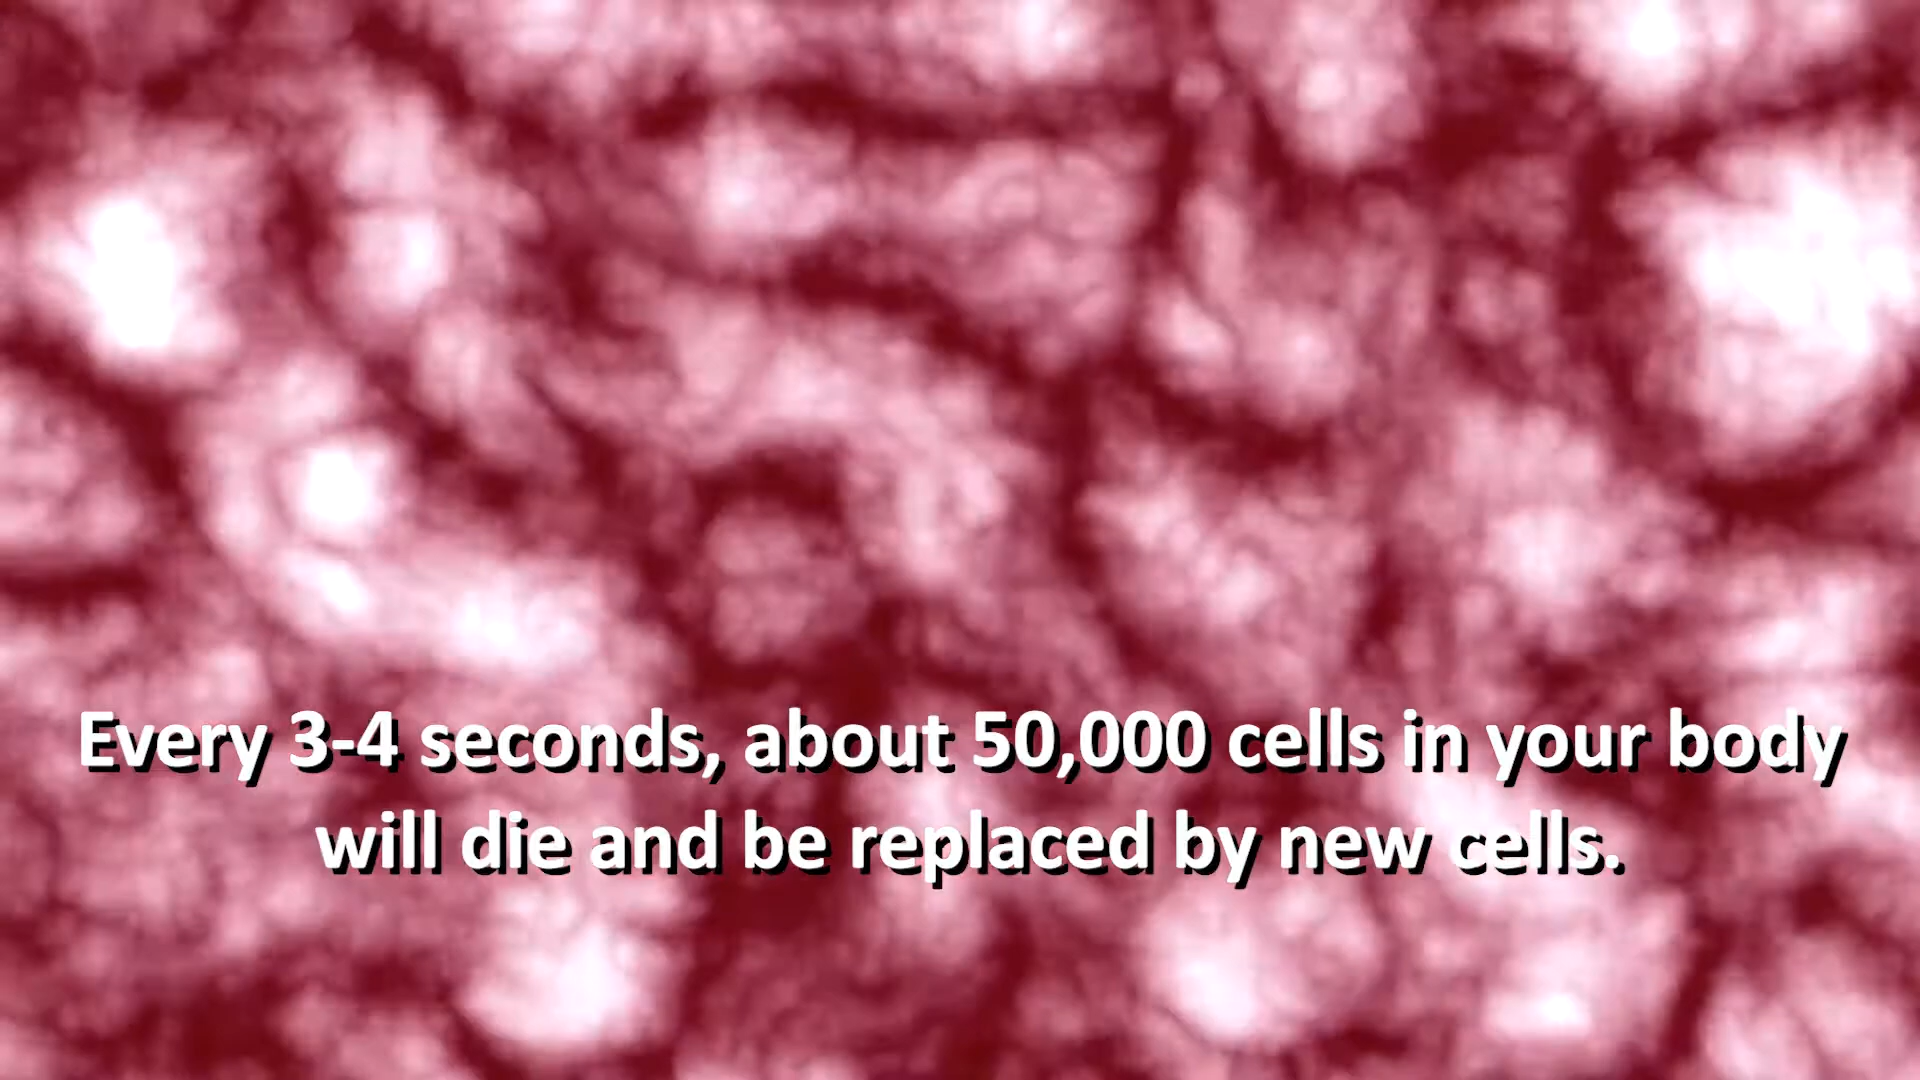 Every 3-4 seconds, about 50,000 cells in your body
will die and be replaced by new cells.